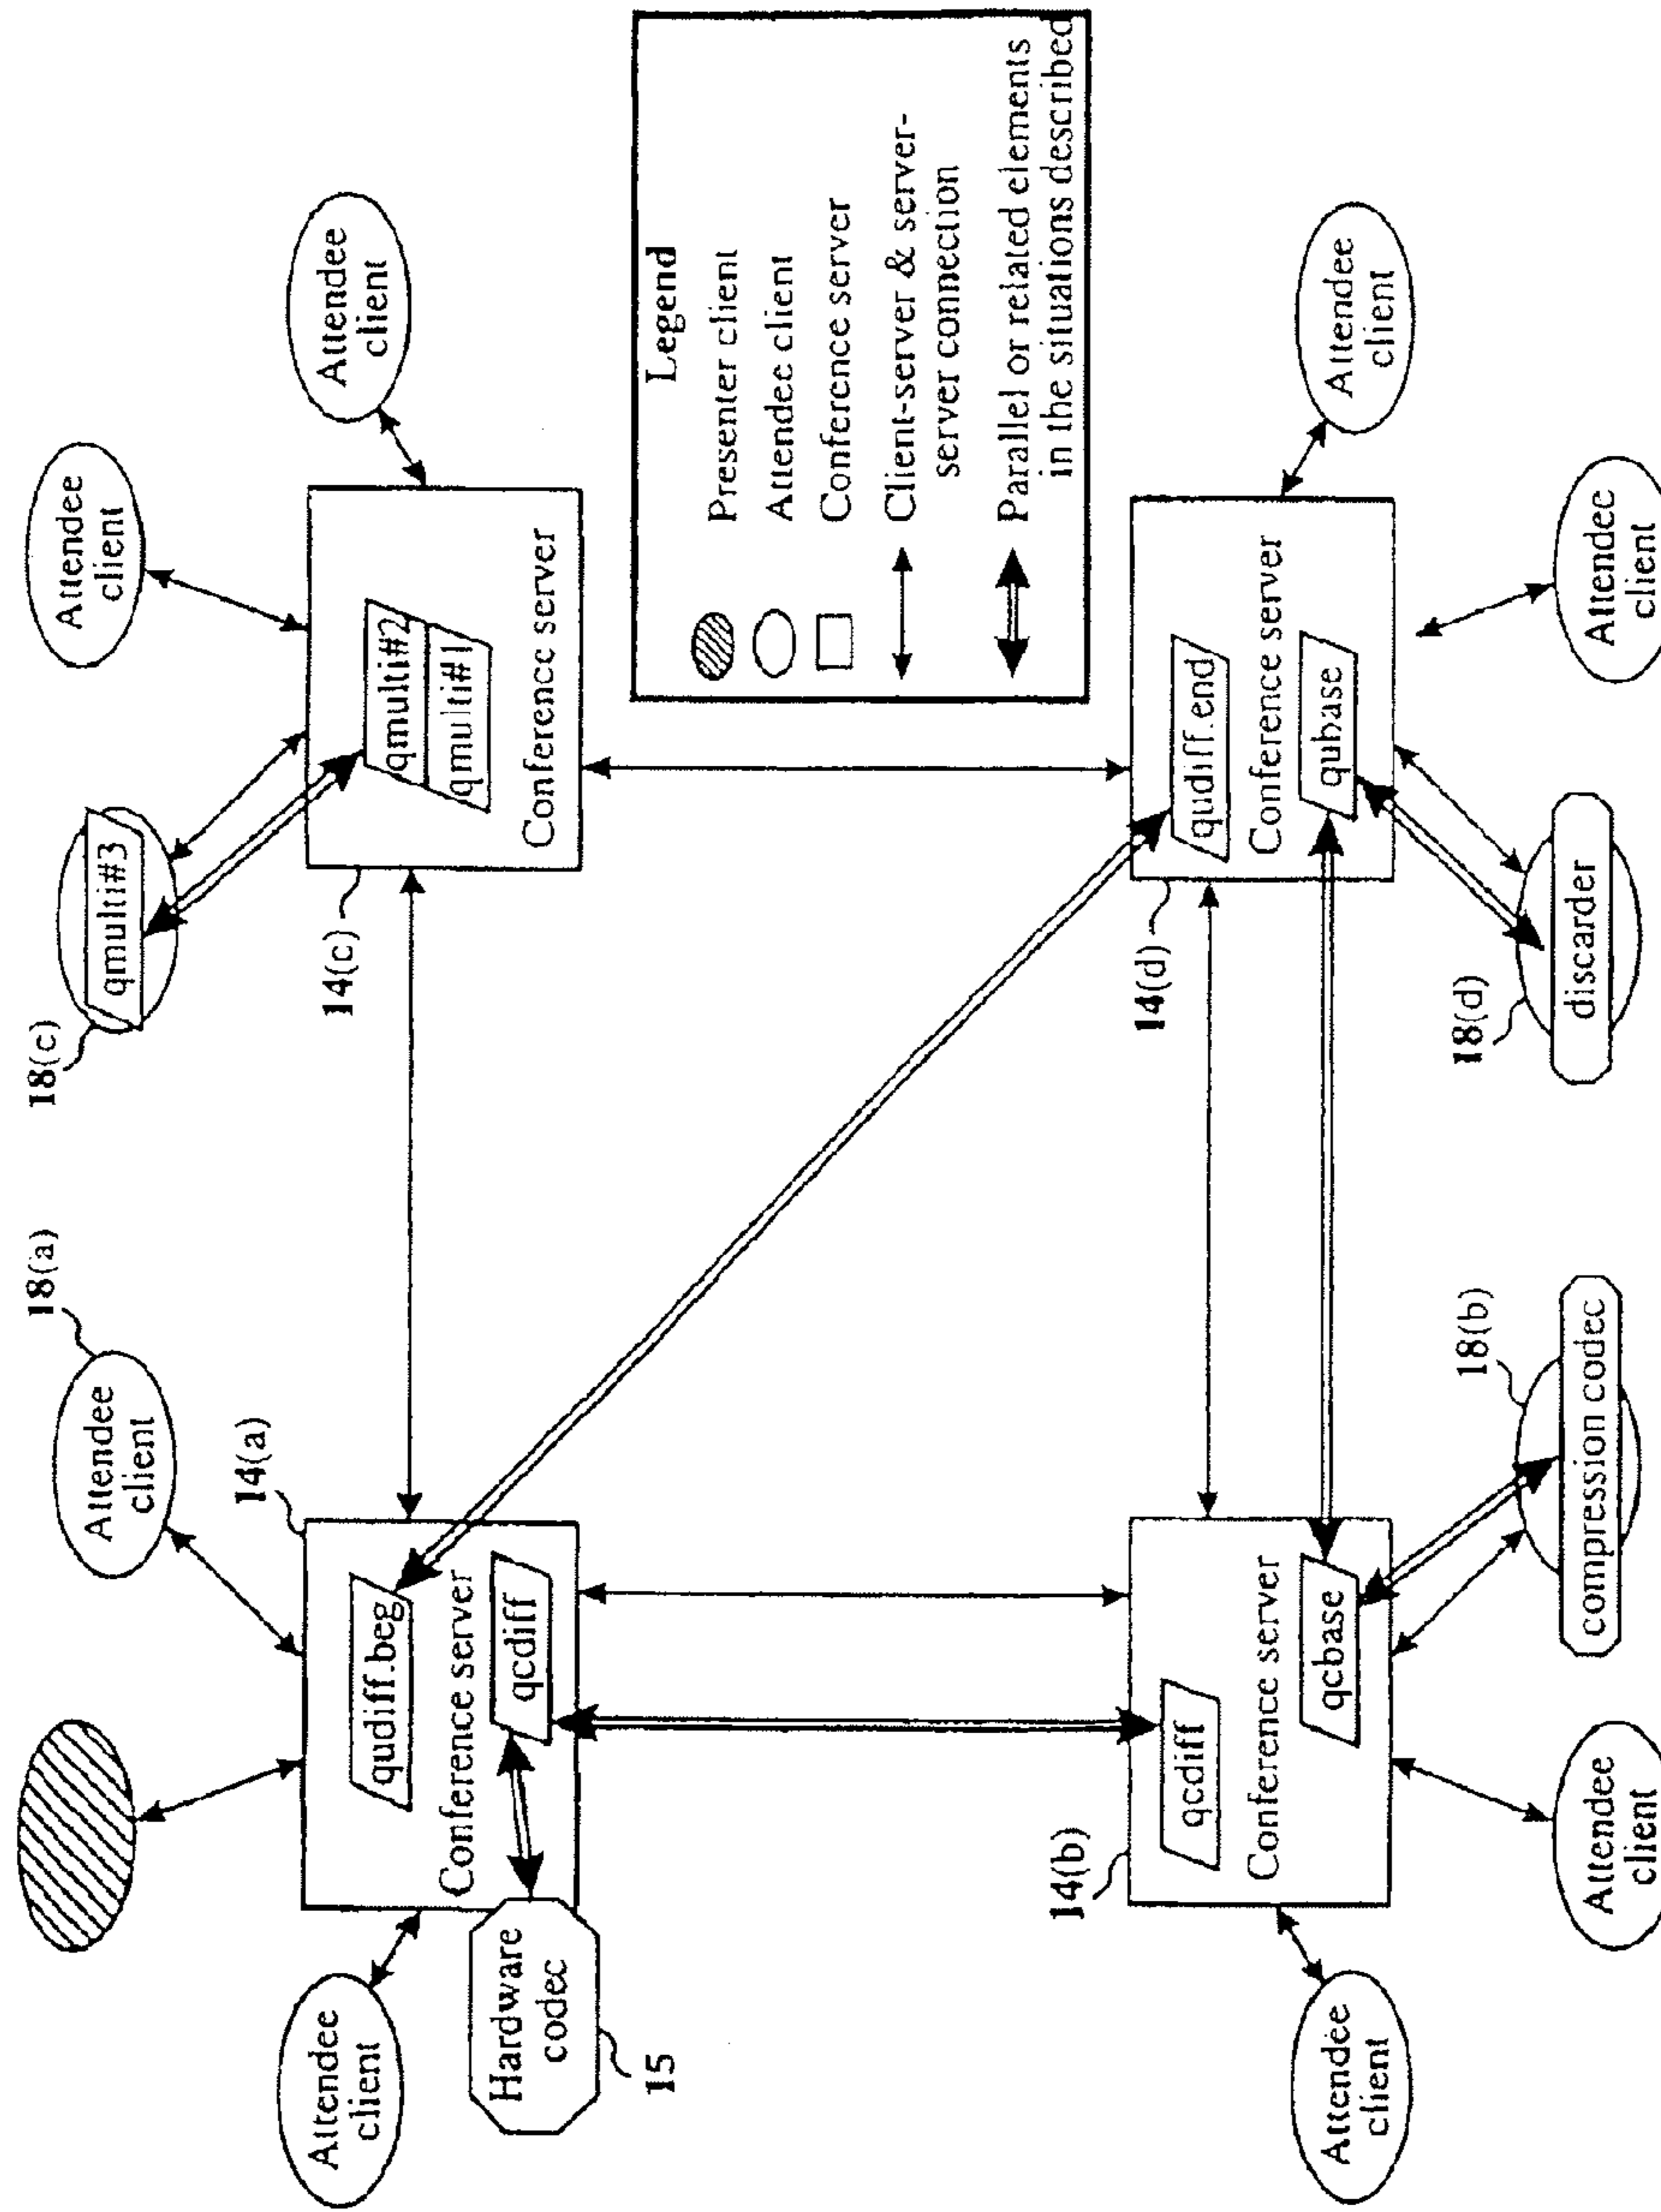 Attendee
client
18(a)
14(a)
qudiff.beg
Conference server
qcdiff
Attendee
client
Hardware
codec
15
18(c)
qmulti#3
Attendee
client
Attendee
client
14(c)
qmulti#2
qmulti#1
Conference server
Legend
Presenter client
Attendee client
Conference server
Client-server & server-
server connection
Parallel or related elements
in the situations described
14(b)
qcdiff
Conference server
qcbase
Attendee
client
Attendee
client
18(b)
compression codec
14(d)
qudiff.end
Conference server
qubase
18(d)
discarder
Attendee
client
Attendee
client